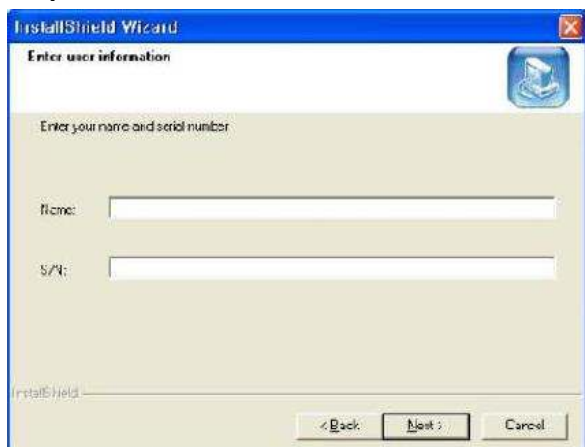 InstallShield Wizard
Enter user information
Enter your name and serial number
Name:
S/N:
InstallShield
< Back
Next >
Cancel